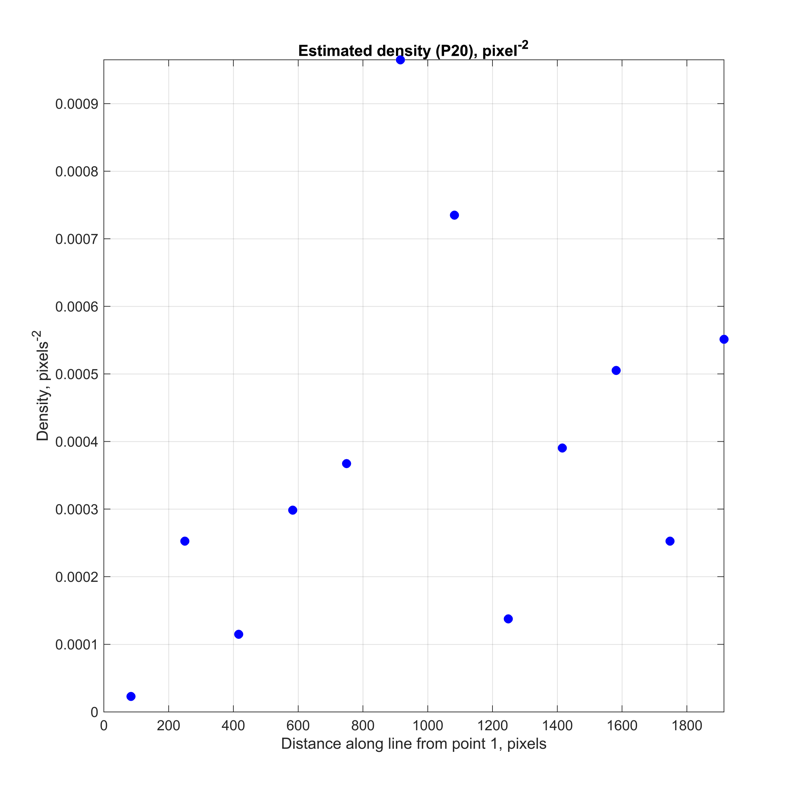 Estimated density (P20), pixel-2
0.0009
0.0008
0.0007
0.0006
0.0005
0.0004
0.0003
0.0002
0.0001
0
Density, pixels-2
0 200 400 600 800 1000 1200 1400 1600 1800
Distance along line from point 1, pixels